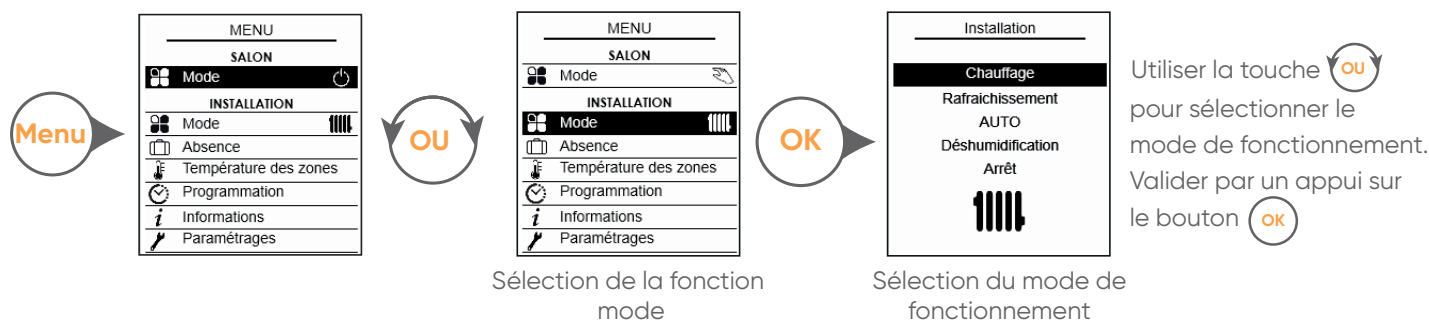 Menu
MENU
SALON
Mode
INSTALLATION
Mode
Absence
Température des zones
Programmation
i Informations
Paramétrages
OU
MENU
SALON
Mode
INSTALLATION
Mode
Absence
Température des zones
Programmation
i Informations
Paramétrages
Sélection de la fonction
mode
OK
Installation
Chauffage
Rafraichissement
AUTO
Déshumidification
Arrêt
Sélection du mode de
fonctionnement
Utiliser la touche OU
pour sélectionner le
mode de fonctionnement.
Valider par un appui sur
le bouton OK